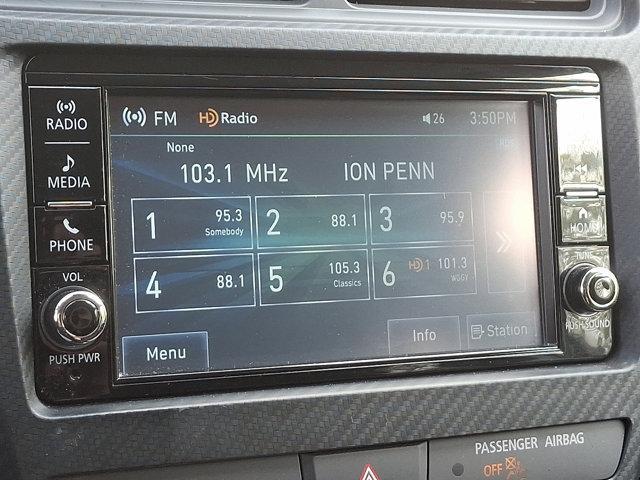 RADIO
MEDIA
PHONE
VOL
PUSH PWR
FM HD Radio 26 3:50PM
None RDS
103.1 MHz ION PENN
1 95.3 Somebody
2 88.1
3 95.9
4 88.1
5 105.3 Classics
6 HD1 101.3 WGGY
Menu Info Station
HOME
TUNE
PUSH SOUND
PASSENGER AIRBAG
OFF